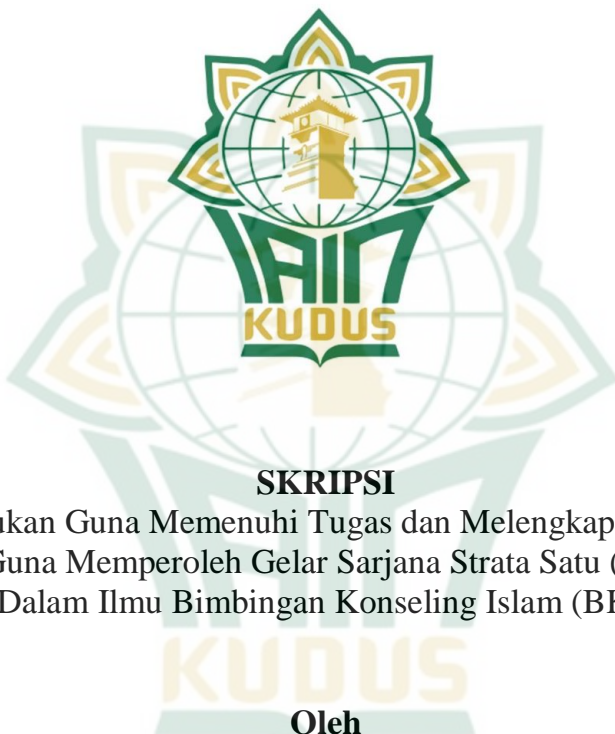 IAIN
KUDUS
SKRIPSI
ukan Guna Memenuhi Tugas dan Melengkap
Guna Memperoleh Gelar Sarjana Strata Satu (
Dalam Ilmu Bimbingan Konseling Islam (B
KUDUS
Oleh